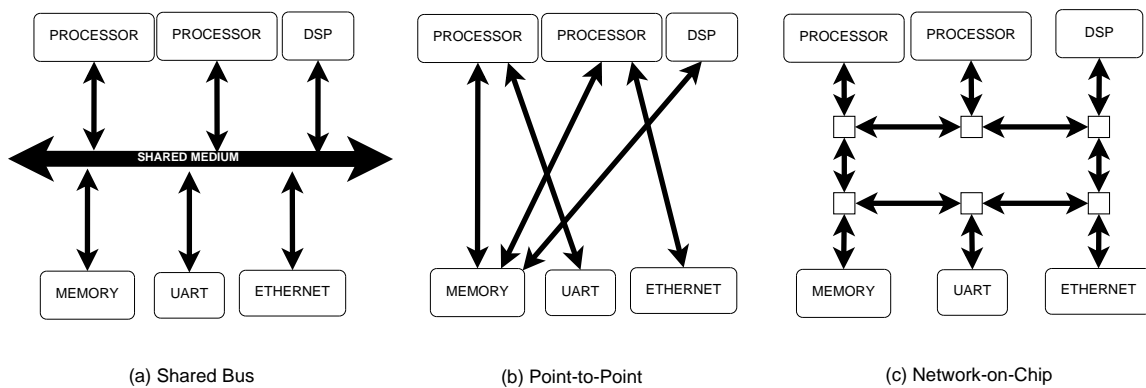 PROCESSOR PROCESSOR DSP
SHARED MEDIUM
MEMORY UART ETHERNET
(a) Shared Bus
PROCESSOR PROCESSOR DSP
MEMORY UART ETHERNET
(b) Point-to-Point
PROCESSOR PROCESSOR DSP
MEMORY UART ETHERNET
(c) Network-on-Chip